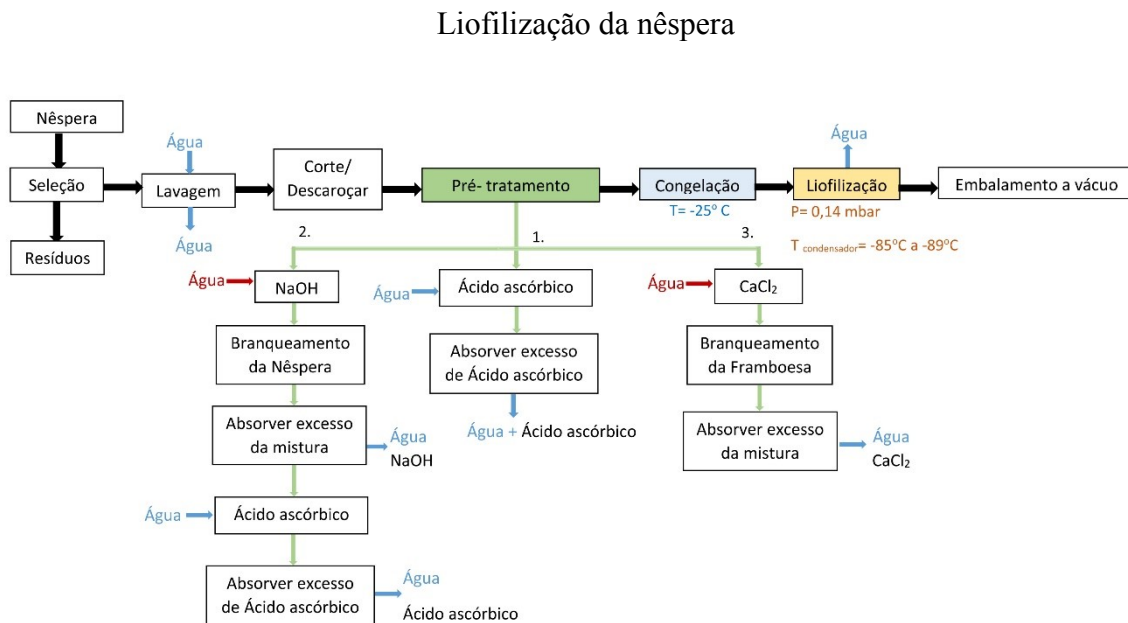 Liofilização da nêspera
Nêspera
Seleção
Resíduos
Água
Lavagem
Água
Corte/
Descaroçar
Pré- tratamento
Congelação
T= -25º C
Água
Liofilização
P= 0,14 mbar
T condensador= -85ºC a -89ºC
Embalamento a vácuo
2.
1.
3.
Água
NaOH
Branqueamento
da Nêspera
Absorver excesso
da mistura
Água
NaOH
Água
Ácido ascórbico
Absorver excesso
de Ácido ascórbico
Água
Ácido ascórbico
Água
Ácido ascórbico
Absorver excesso
de Ácido ascórbico
Água + Ácido ascórbico
Água
CaCl₂
Branqueamento
da Framboesa
Absorver excesso
da mistura
Água
CaCl₂